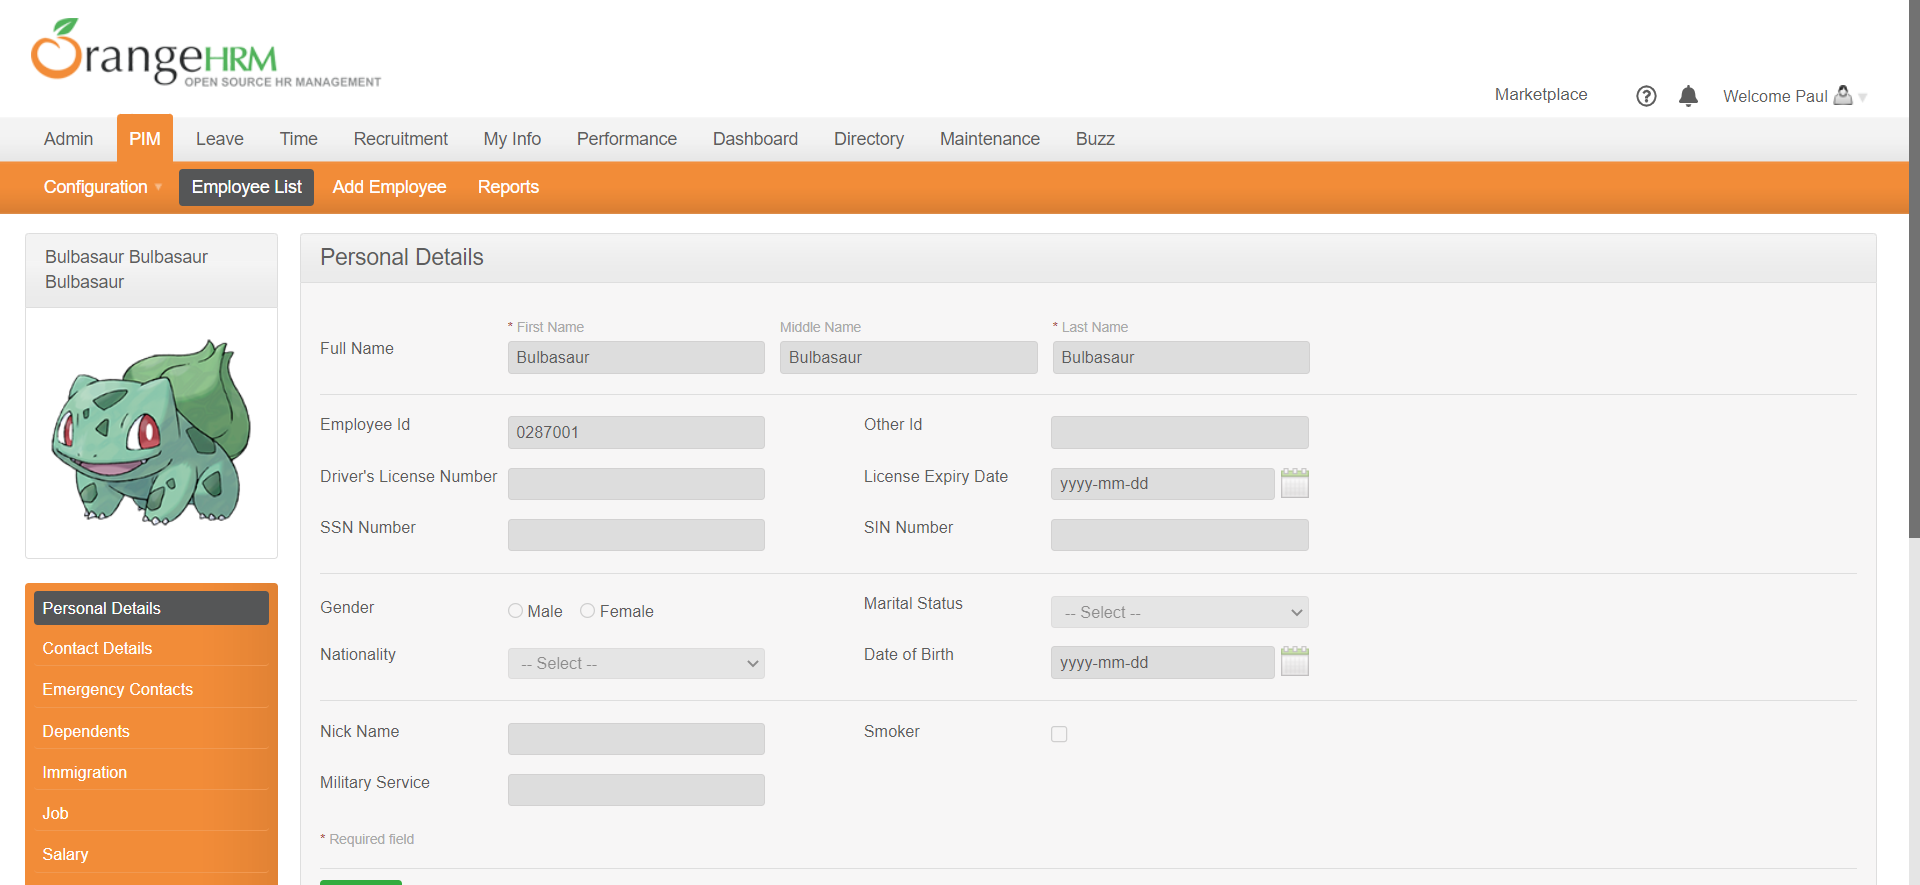 OrangeHRM
OPEN SOURCE HR MANAGEMENT
Marketplace
Welcome Paul
Admin PIM Leave Time Recruitment My Info Performance Dashboard Directory Maintenance Buzz
Configuration Employee List Add Employee Reports
Bulbasaur Bulbasaur
Bulbasaur
Personal Details
* First Name Middle Name * Last Name
Full Name Bulbasaur Bulbasaur Bulbasaur
Employee Id 0287001 Other Id
Driver's License Number License Expiry Date yyyy-mm-dd
SSN Number SIN Number
Gender Male Female Marital Status -- Select --
Nationality -- Select -- Date of Birth yyyy-mm-dd
Nick Name Smoker
Military Service
* Required field
Personal Details
Contact Details
Emergency Contacts
Dependents
Immigration
Job
Salary